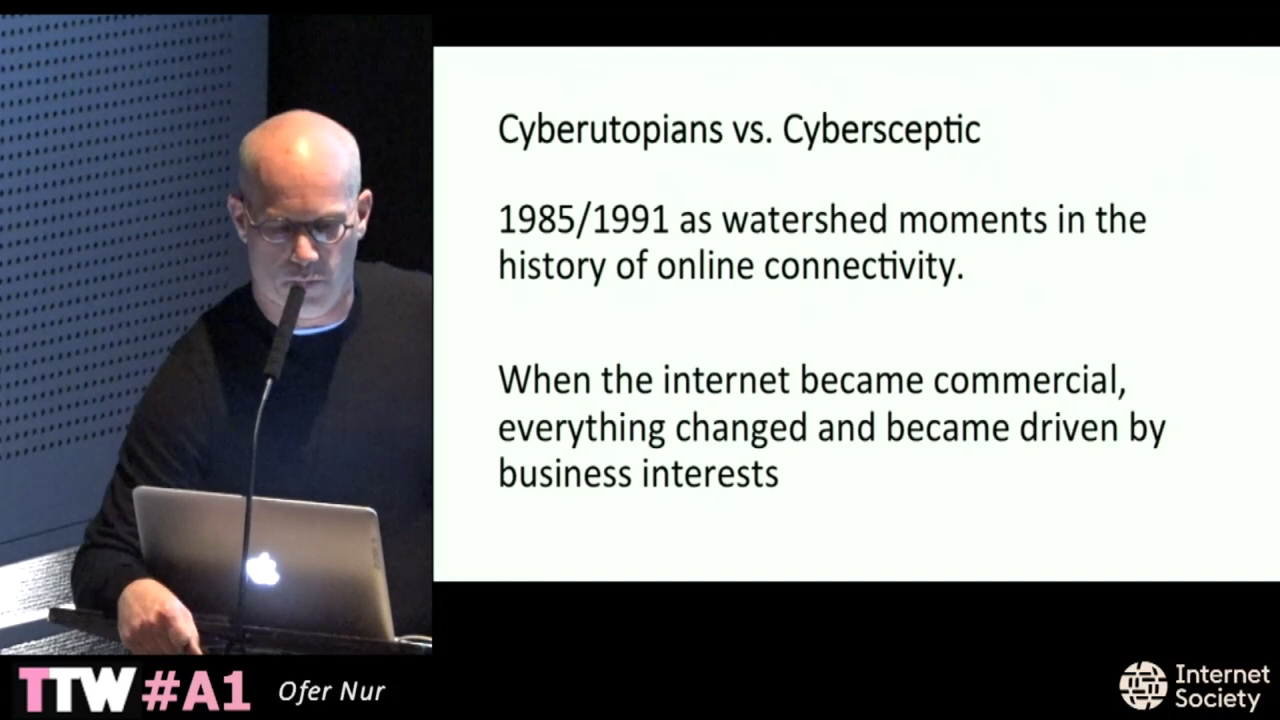 Cyberutopians vs. Cybersceptic
1985/1991 as watershed moments in the
history of online connectivity.
When the internet became commercial,
everything changed and became driven by
business interests
TTW #A1 Ofer Nur
Internet
Society